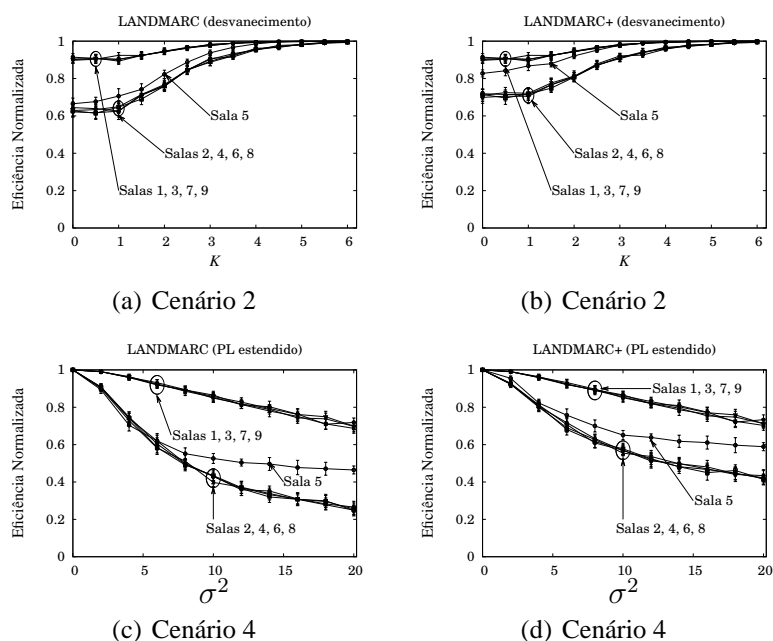 LANDMARC (desvanecimento)
1
0.8
0.6
0.4
0.2
0
Eficiência Normalizada
Sala 5
Salas 2, 4, 6, 8
Salas 1, 3, 7, 9
0 1 2 3 4 5 6
K
(a) Cenário 2
LANDMARC+ (desvanecimento)
1
0.8
0.6
0.4
0.2
0
Eficiência Normalizada
Sala 5
Salas 2, 4, 6, 8
Salas 1, 3, 7, 9
0 1 2 3 4 5 6
K
(b) Cenário 2
LANDMARC (PL estendido)
1
0.8
0.6
0.4
0.2
0
Eficiência Normalizada
Salas 1, 3, 7, 9
Sala 5
Salas 2, 4, 6, 8
0 5 10 15 20
σ²
(c) Cenário 4
LANDMARC+ (PL estendido)
1
0.8
0.6
0.4
0.2
0
Eficiência Normalizada
Salas 1, 3, 7, 9
Sala 5
Salas 2, 4, 6, 8
0 5 10 15 20
σ²
(d) Cenário 4